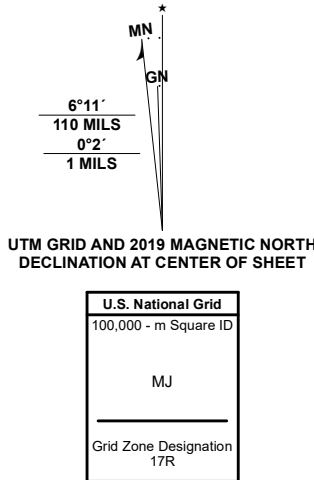 ★
MN
GN
6°11´
110 MILS
0°2´
1 MILS
UTM GRID AND 2019 MAGNETIC NORTH
DECLINATION AT CENTER OF SHEET
U.S. National Grid
100,000 - m Square ID
MJ
Grid Zone Designation
17R